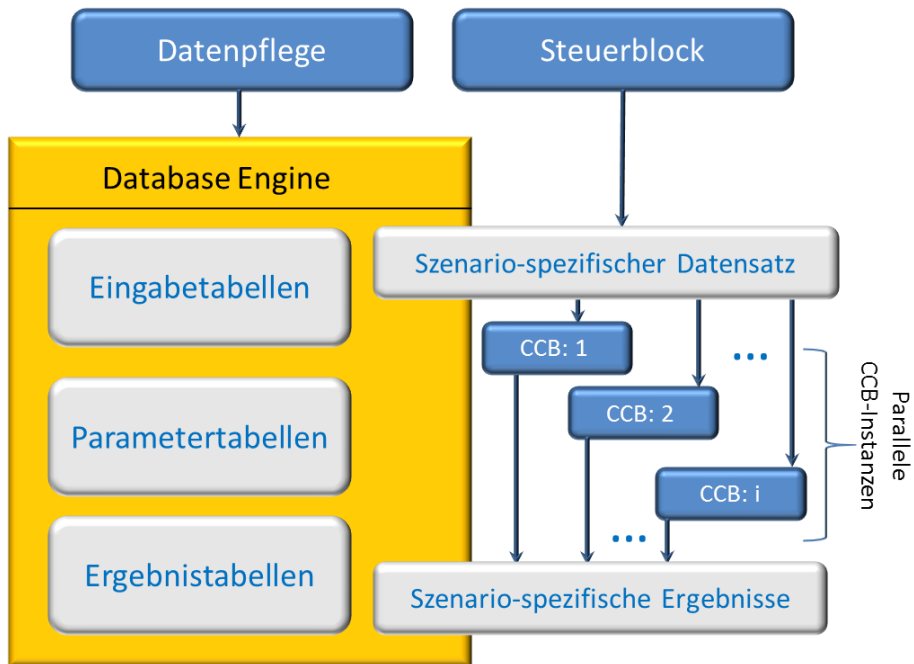 Datenpflege
Steuerblock
Database Engine
Eingabetabellen
Parametertabellen
Ergebnistabellen
Szenario-spezifischer Datensatz
CCB: 1
...
CCB: 2
CCB: i
...
Parallele
CCB-Instanzen
Szenario-spezifische Ergebnisse